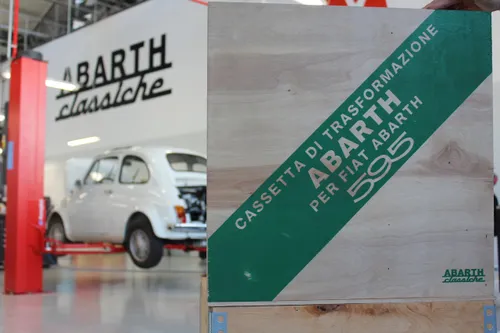 ABARTH
classiche
CASSETTA DI TRASFORMAZIONE
ABARTH
PER FIAT ABARTH
595
ABARTH
classiche